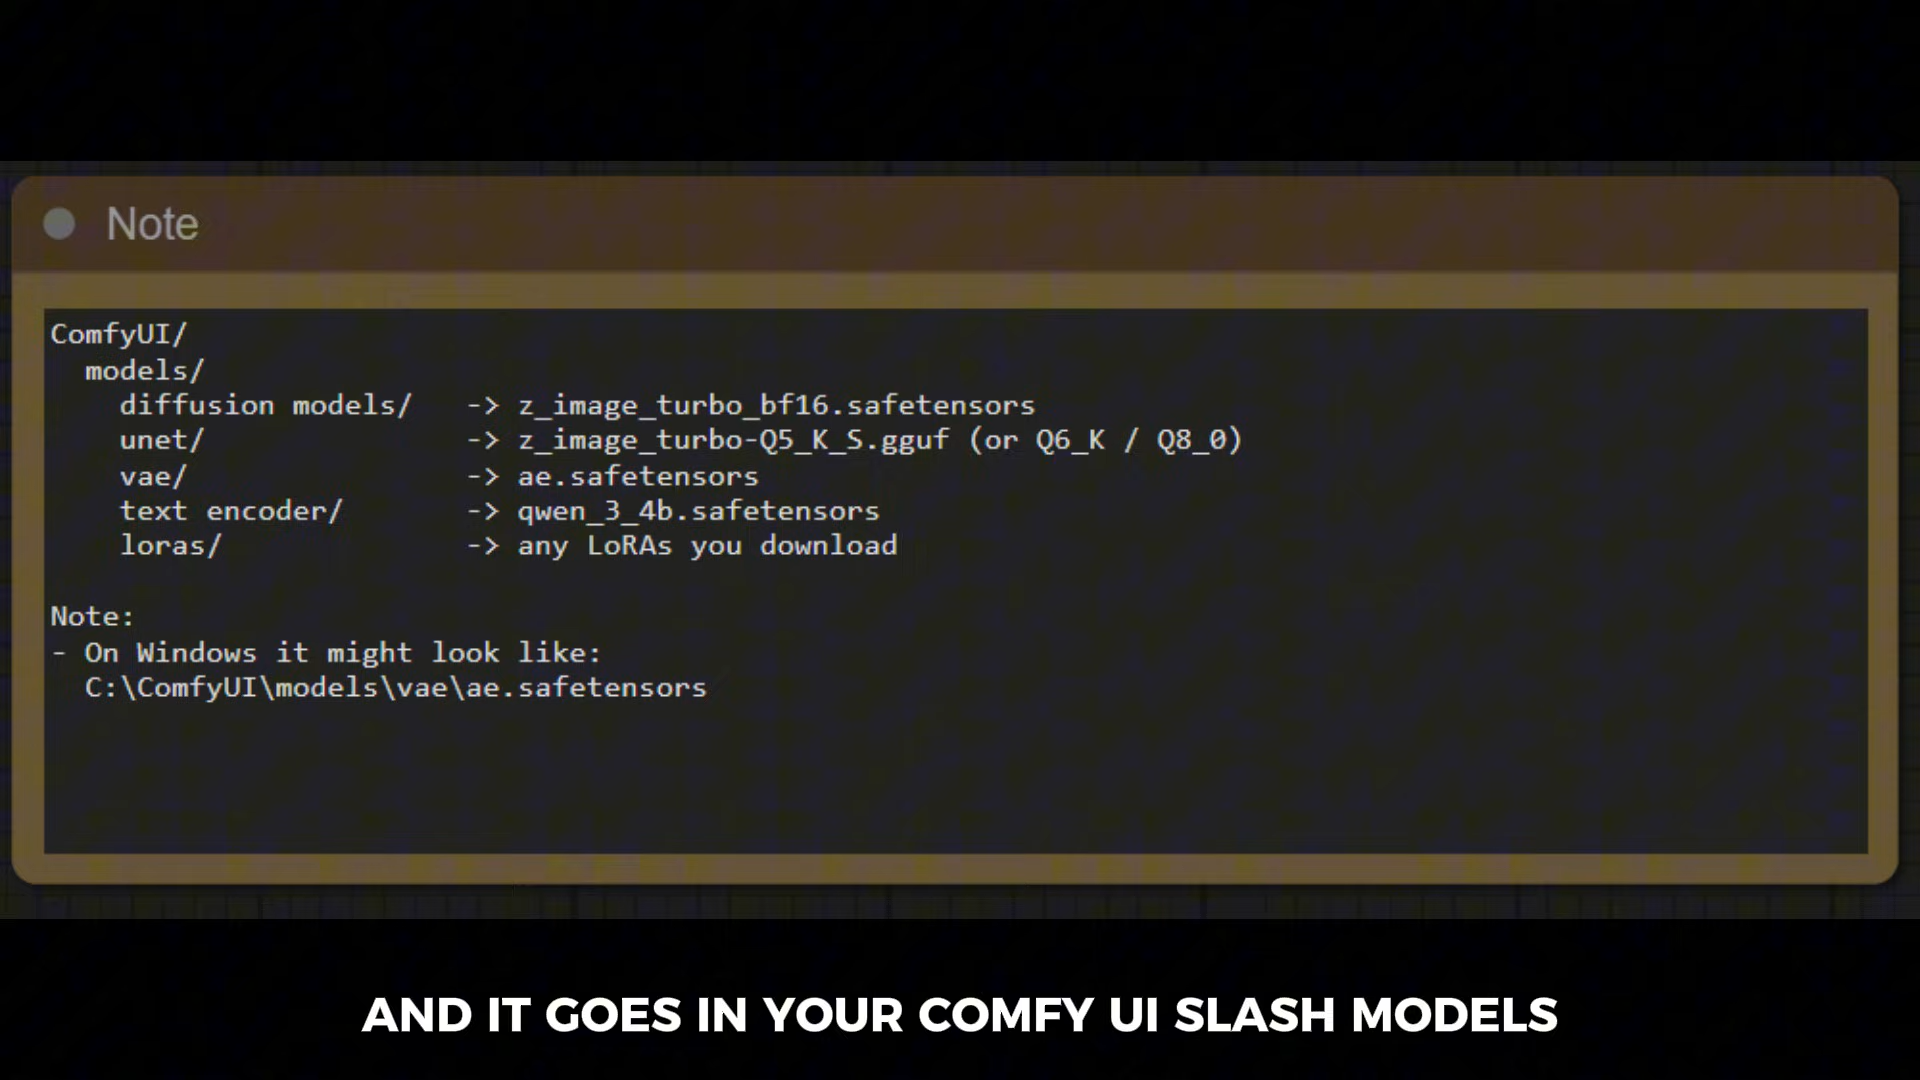 Note
ComfyUI/
models/
diffusion models/ -> z_image_turbo_bf16.safetensors
unet/ -> z_image_turbo-Q5_K_S.gguf (or Q6_K / Q8_0)
vae/ -> ae.safetensors
text encoder/ -> qwen_3_4b.safetensors
loras/ -> any LoRAs you download
Note:
- On Windows it might look like:
C:\ComfyUI\models\vae\ae.safetensors
AND IT GOES IN YOUR COMFY UI SLASH MODELS